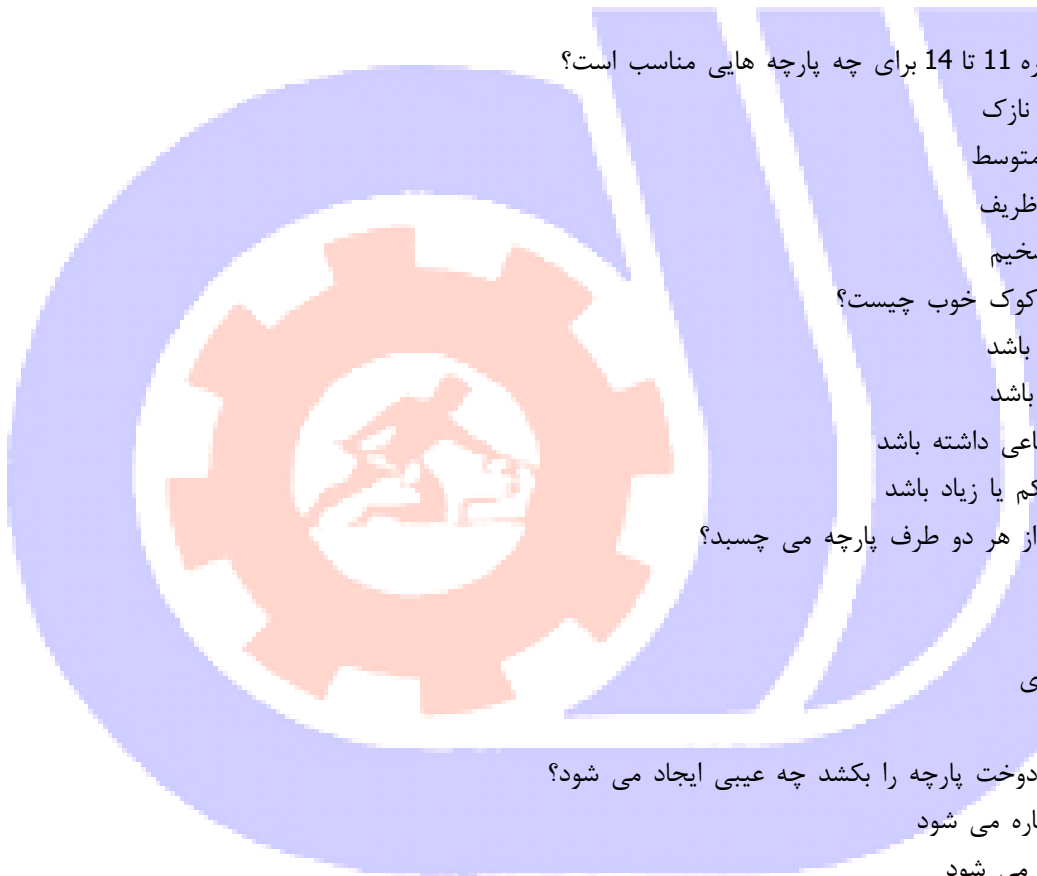 ره 11 تا 14 برای چه پارچه هایی مناسب است؟
نازک
متوسط
ظریف
ضخیم
کوک خوب چیست؟
باشد
باشد
اعی داشته باشد
کم یا زیاد باشد
از هر دو طرف پارچه می چسبد؟
ی
دوخت پارچه را بکشد چه عیبی ایجاد می شود؟
اره می شود
می شود